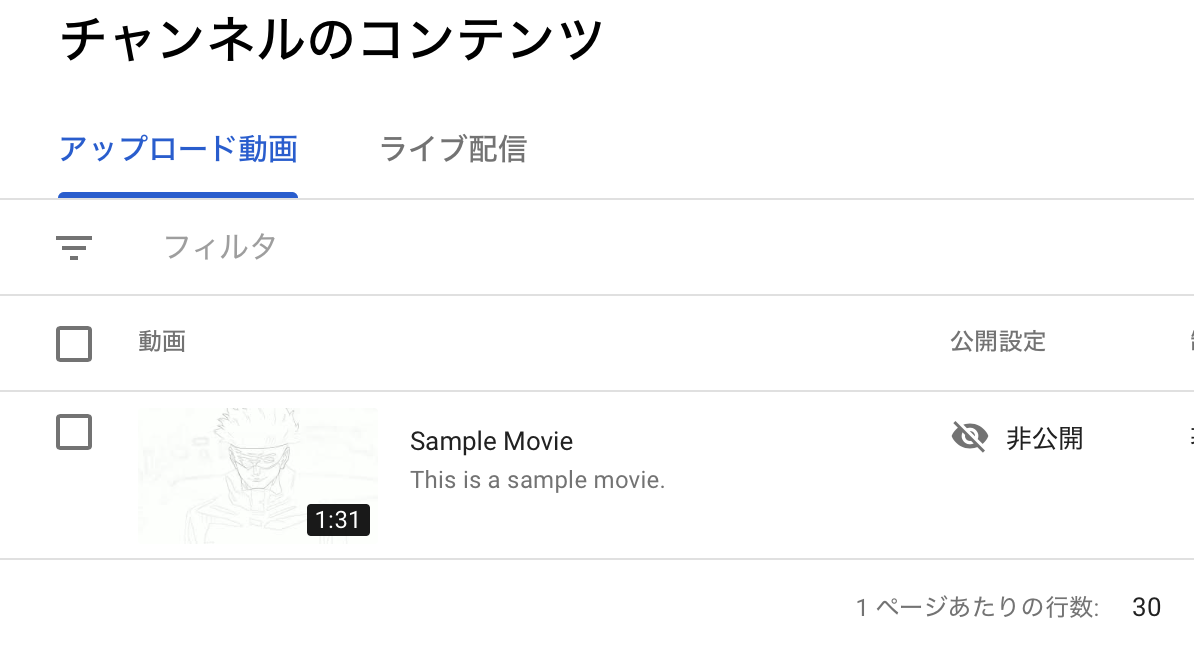 チャンネルのコンテンツ
アップロード動画 ライブ配信
フィルタ
動画 公開設定
Sample Movie 非公開
This is a sample movie.
1:31
1 ページあたりの行数: 30